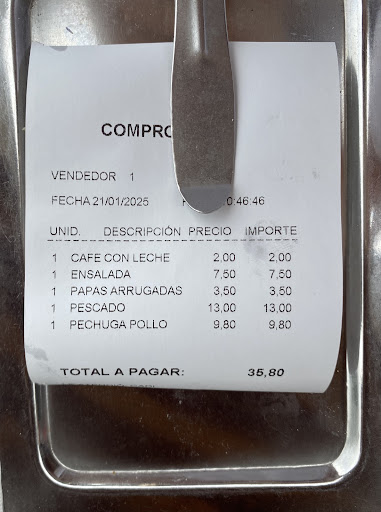 COMPRO
VENDEDOR 1
FECHA 21/01/2025 0:46:46
UNID. DESCRIPCIÓN PRECIO IMPORTE
1 CAFE CON LECHE 2,00 2,00
1 ENSALADA 7,50 7,50
1 PAPAS ARRUGADAS 3,50 3,50
1 PESCADO 13,00 13,00
1 PECHUGA POLLO 9,80 9,80
TOTAL A PAGAR: 35,80